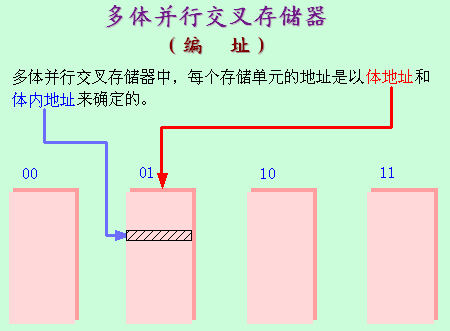 多体并行交叉存储器
（编 址）
多体并行交叉存储器中，每个存储单元的地址是以体地址和
体内地址来确定的。
00 01 10 11